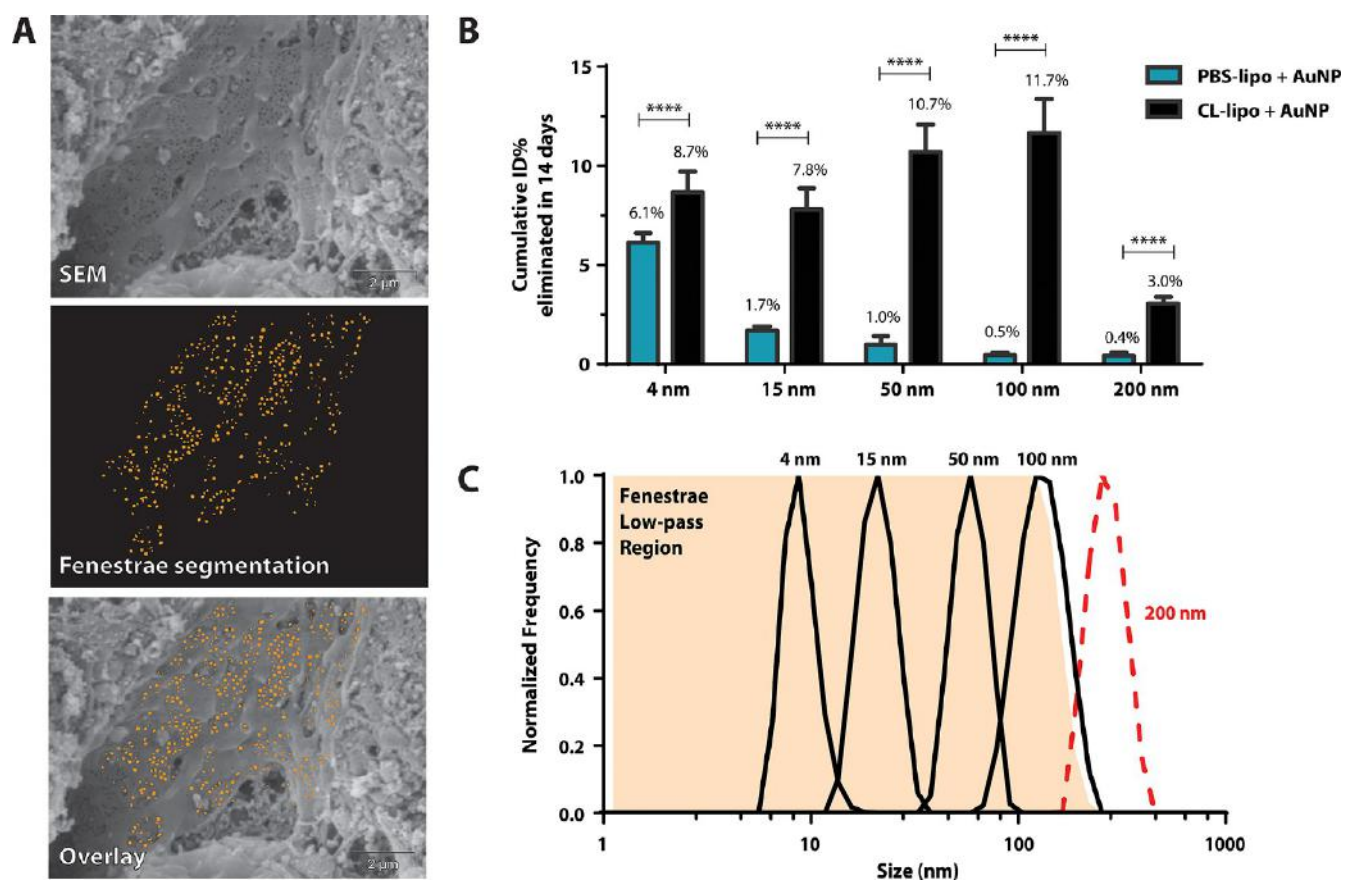 A
SEM
2 µm
Fenestrae segmentation
Overlay
2 µm
B
Cumulative ID%
eliminated in 14 days
15
10
5
0
****
****
****
****
****
6.1%
8.7%
1.7%
7.8%
1.0%
10.7%
0.5%
11.7%
0.4%
3.0%
4 nm
15 nm
50 nm
100 nm
200 nm
PBS-lipo + AuNP
CL-lipo + AuNP
C
4 nm
15 nm
50 nm
100 nm
Fenestrae
Low-pass
Region
200 nm
Normalized Frequency
1.0
0.8
0.6
0.4
0.2
0.0
1
10
100
1000
Size (nm)